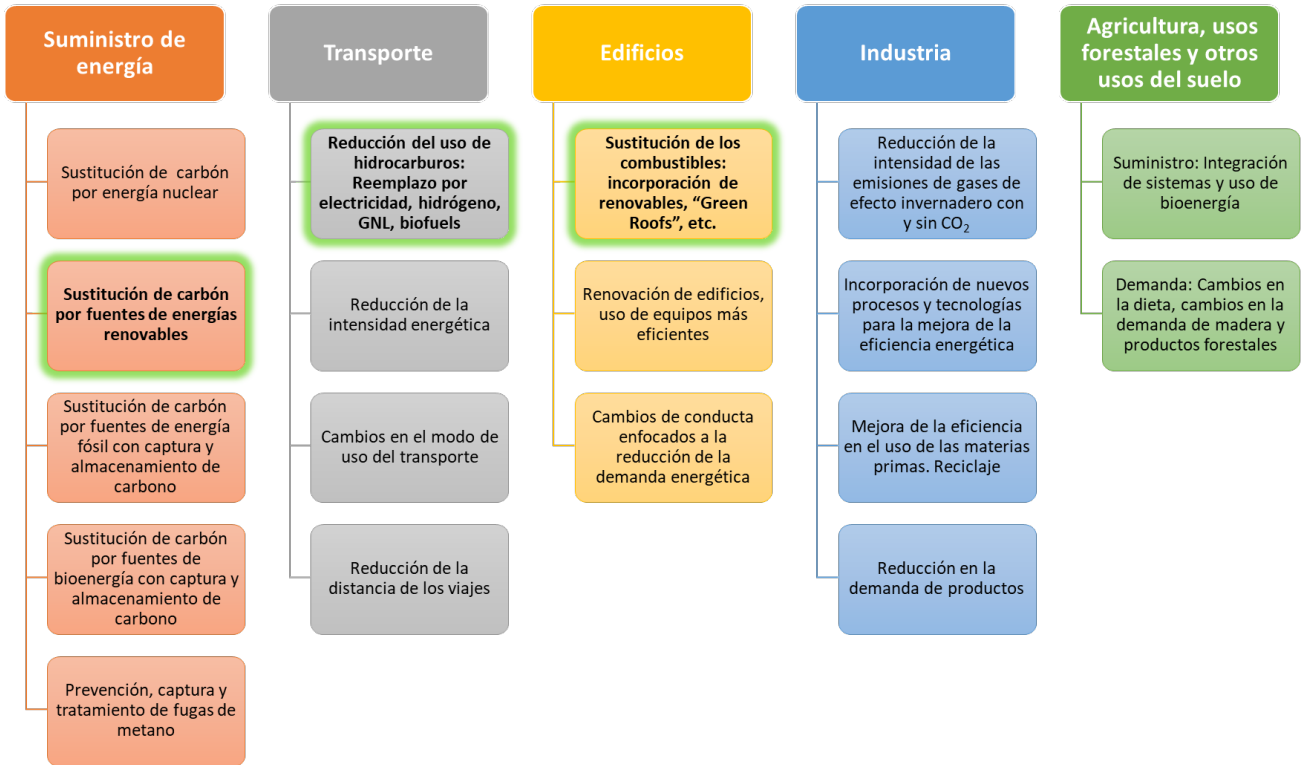 Suministro de
energía
Sustitución de carbón
por energía nuclear
Sustitución de carbón
por fuentes de energías
renovables
Sustitución de carbón
por fuentes de energía
fósil con captura y
almacenamiento de
carbono
Sustitución de carbón
por fuentes de
bioenergía con captura y
almacenamiento de
carbono
Prevención, captura y
tratamiento de fugas de
metano
Transporte
Reducción del uso de
hidrocarburos:
Reemplazo por
electricidad, hidrógeno,
GNL, biofuels
Reducción de la
intensidad energética
Cambios en el modo de
uso del transporte
Reducción de la
distancia de los viajes
Edificios
Sustitución de los
combustibles:
incorporación de
renovables, “Green
Roofs”, etc.
Renovación de edificios,
uso de equipos más
eficientes
Cambios de conducta
enfocados a la
reducción de la
demanda energética
Industria
Reducción de la
intensidad de las
emisiones de gases de
efecto invernadero con
y sin CO₂
Incorporación de nuevos
procesos y tecnologías
para la mejora de la
eficiencia energética
Mejora de la eficiencia
en el uso de las materias
primas. Reciclaje
Reducción en la
demanda de productos
Agricultura, usos
forestales y otros
usos del suelo
Suministro: Integración
de sistemas y uso de
bioenergía
Demanda: Cambios en
la dieta, cambios en la
demanda de madera y
productos forestales